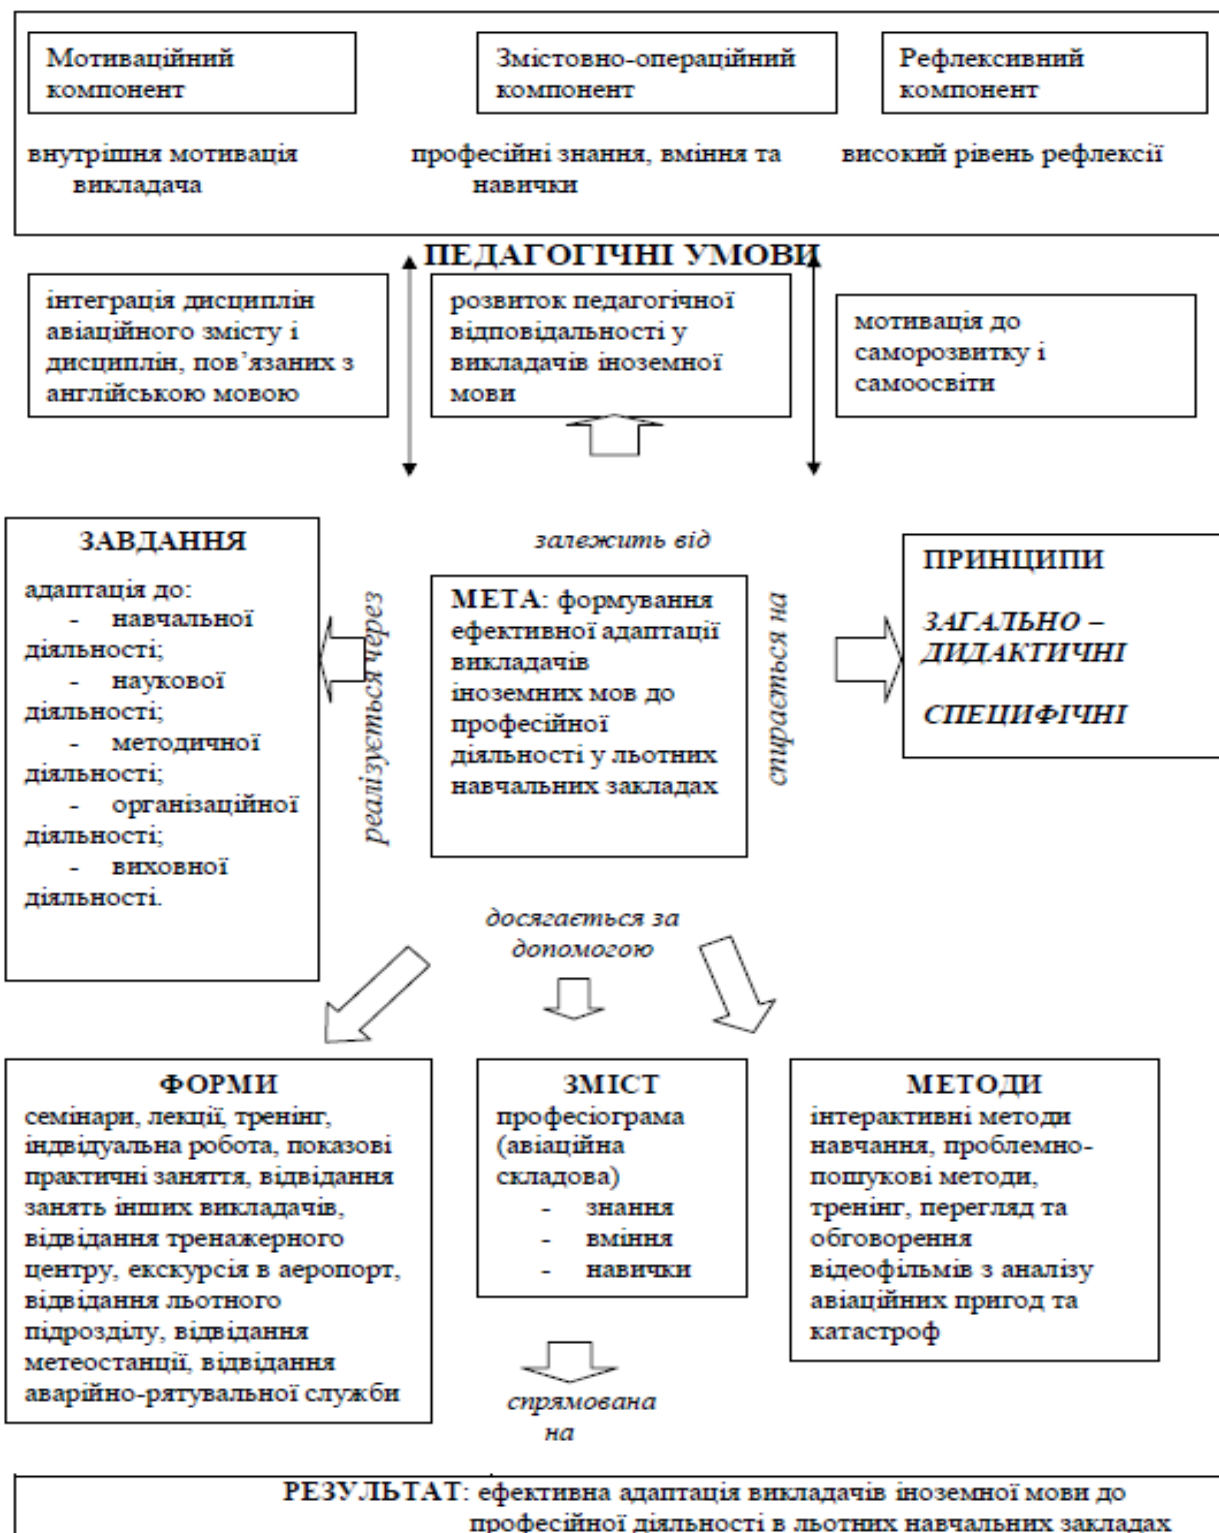 Мотиваційний
компонент
Змістовно-операційний
компонент
Рефлексивний
компонент
внутрішня мотивація
викладача
професійні знання, вміння та
навички
високий рівень рефлексії
ПЕДАГОГІЧНІ УМОВИ
інтеграція дисциплін
авіаційного змісту і
дисциплін, пов’язаних з
англійською мовою
розвиток педагогічної
відповідальності у
викладачів іноземної
мови
мотивація до
саморозвитку і
самоосвіти
ЗАВДАННЯ
адаптація до:
- навчальної
діяльності;
- наукової
діяльності;
- методичної
діяльності;
- організаційної
діяльності;
- виховної
діяльності.
реалізується через
залежить від
МЕТА: формування
ефективної адаптації
викладачів
іноземних мов до
професійної
діяльності у льотних
навчальних закладах
спирається на
ПРИНЦИПИ
ЗАГАЛЬНО –
ДИДАКТИЧНІ
СПЕЦИФІЧНІ
досягається за
допомогою
ФОРМИ
семінари, лекції, тренінг,
індвідуальна робота, показові
практичні заняття, відвідання
занять інших викладачів,
відвідання тренажерного
центру, екскурсія в аеропорт,
відвідання льотного
підрозділу, відвідання
метеостанції, відвідання
аварійно-рятувальної служби
ЗМІСТ
професіограма
(авіаційна
складова)
- знання
- вміння
- навички
МЕТОДИ
інтерактивні методи
навчання, проблемно-
пошукові методи,
тренінг, перегляд та
обговорення
відеофільмів з аналізу
авіаційних пригод та
катастроф
спрямована
на
РЕЗУЛЬТАТ: ефективна адаптація викладачів іноземної мови до
професійної діяльності в льотних навчальних закладах